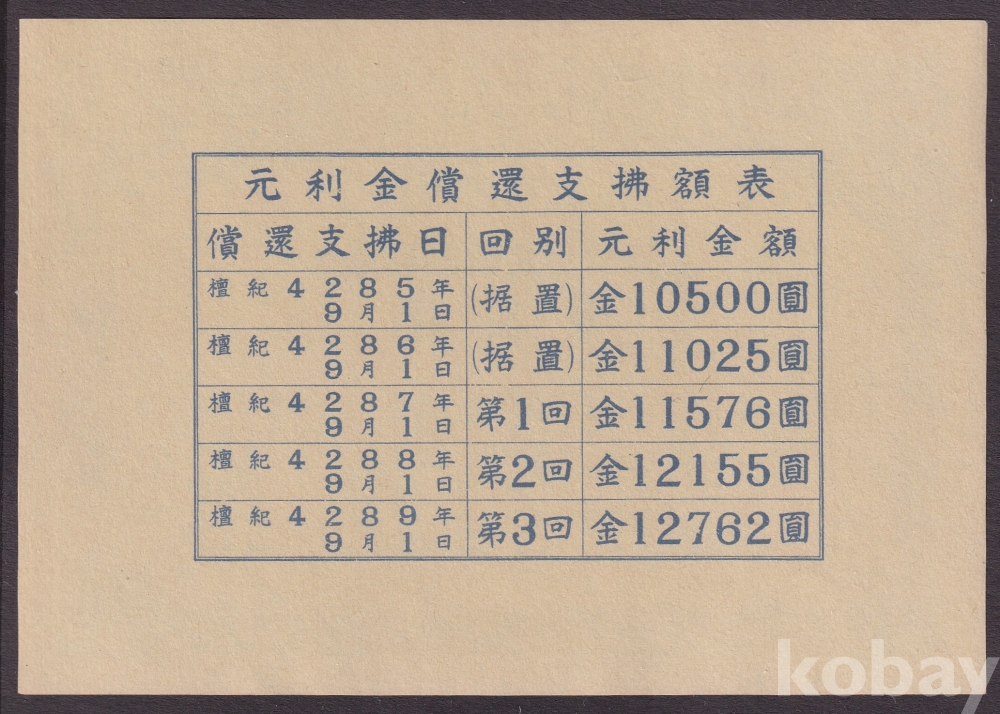 元利金償還支拂額表
償還支拂日 回別 元利金額
檀紀4285年9月1日 (据置) 金10500圓
檀紀4286年9月1日 (据置) 金11025圓
檀紀4287年9月1日 第1回 金11576圓
檀紀4288年9月1日 第2回 金12155圓
檀紀4289年9月1日 第3回 金12762圓
kobay